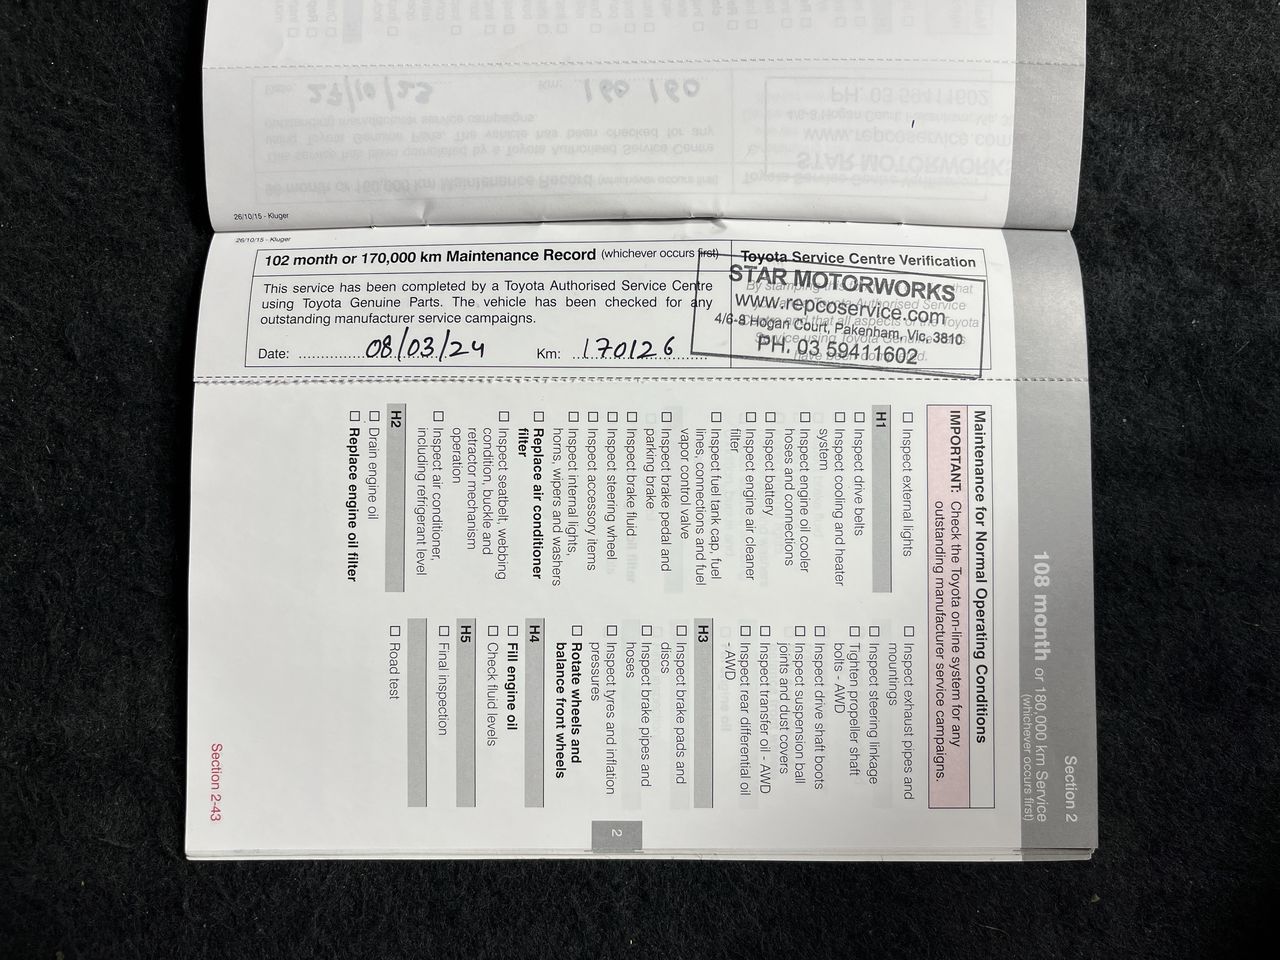 26/10/15 - Kluger
26/10/15 - Kluger
102 month or 170,000 km Maintenance Record (whichever occurs first)
This service has been completed by a Toyota Authorised Service Centre
using Toyota Genuine Parts. The vehicle has been checked for any
outstanding manufacturer service campaigns.
Date: 08/03/24 Km: 170126
Toyota Service Centre Verification
STAR MOTORWORKS
www.repcoservice.com
4/6-8 Hogan Court, Pakenham, Vic, 3810
PH. 03 59411602
Section 2
108 month or 180,000 km Service
(whichever occurs first)
Maintenance for Normal Operating Conditions
IMPORTANT: Check the Toyota on-line system for any
outstanding manufacturer service campaigns.
Inspect external lights
H1
Inspect drive belts
Inspect cooling and heater
system
Inspect engine oil cooler
hoses and connections
Inspect battery
Inspect engine air cleaner
filter
Inspect fuel tank cap, fuel
lines, connections and fuel
vapor control valve
Inspect brake pedal and
parking brake
Inspect brake fluid
Inspect steering wheel
Inspect accessory items
Inspect internal lights,
horns, wipers and washers
Replace air conditioner
filter
Inspect seatbelt, webbing
condition, buckle and
retractor mechanism
operation
Inspect air conditioner,
including refrigerant level
H2
Drain engine oil
Replace engine oil filter
Inspect exhaust pipes and
mountings
Inspect steering linkage
Tighten propeller shaft
bolts - AWD
Inspect drive shaft boots
Inspect suspension ball
joints and dust covers
Inspect transfer oil - AWD
Inspect rear differential oil
- AWD
H3
Inspect brake pads and
discs
Inspect brake pipes and
hoses
Inspect tyres and inflation
pressures
Rotate wheels and
balance front wheels
H4
Fill engine oil
Check fluid levels
H5
Final inspection
Road test
2
Section 2-43